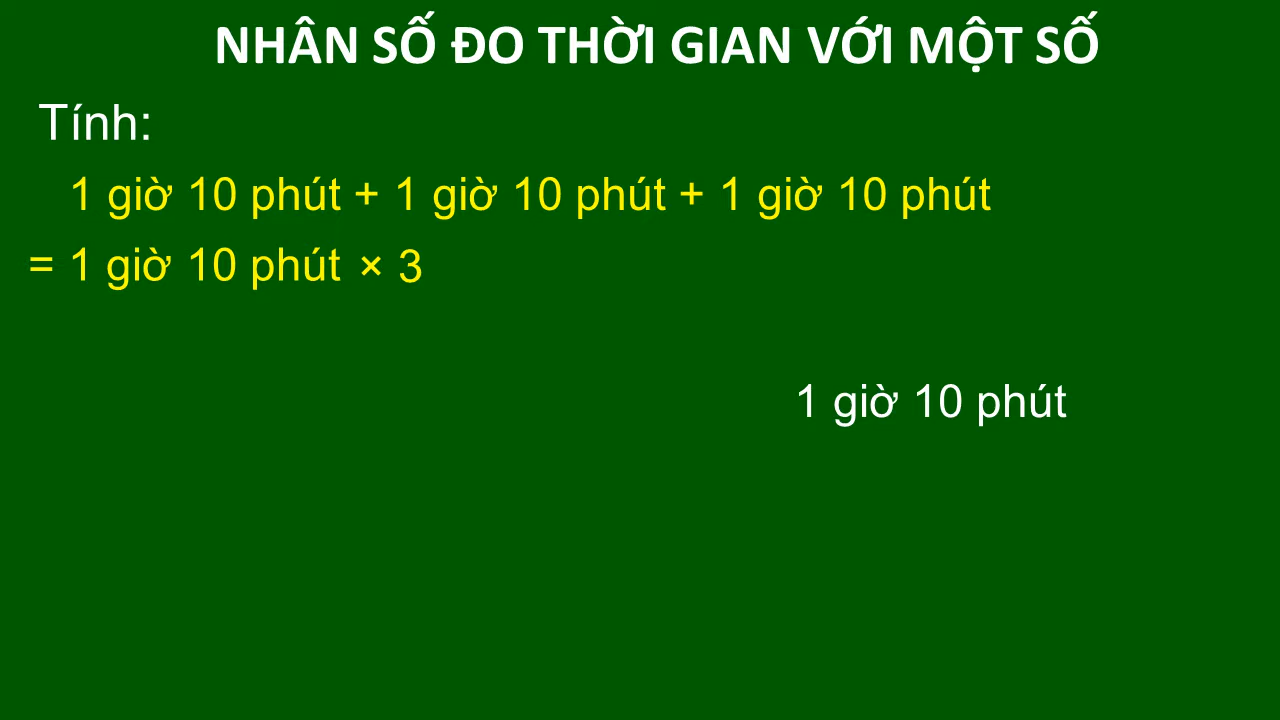 NHÂN SỐ ĐO THỜI GIAN VỚI MỘT SỐ
Tính:
1 giờ 10 phút + 1 giờ 10 phút + 1 giờ 10 phút
= 1 giờ 10 phút × 3
1 giờ 10 phút